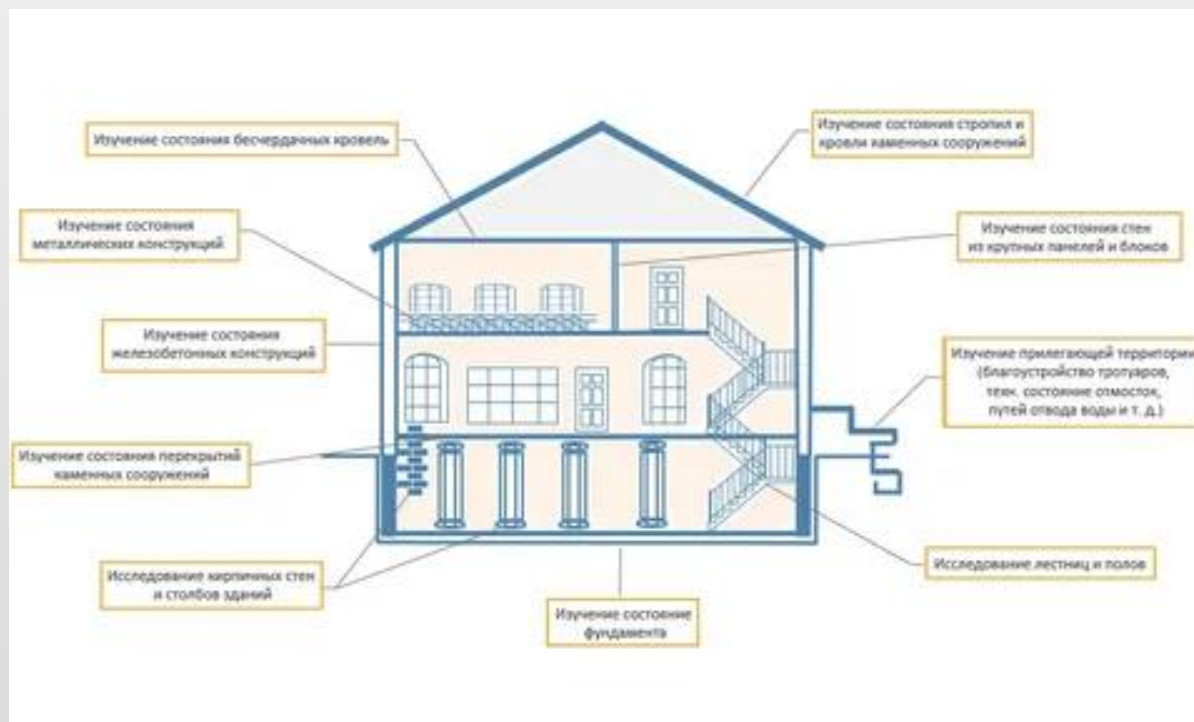 Изучение состояния бесчердачных кровель
Изучение состояния стропил и
кровли каменных сооружений
Изучение состояния
металлических конструкций
Изучение состояния стен
из крупных панелей и блоков
Изучение состояния
железобетонных конструкций
Изучение прилегающей территории
(благоустройство тротуаров,
техн. состояние отмосток,
путей отвода воды и т. д.)
Изучение состояния перекрытий
каменных сооружений
Исследование кирпичных стен
и столбов зданий
Исследование лестниц и полов
Изучение состояние
фундамента